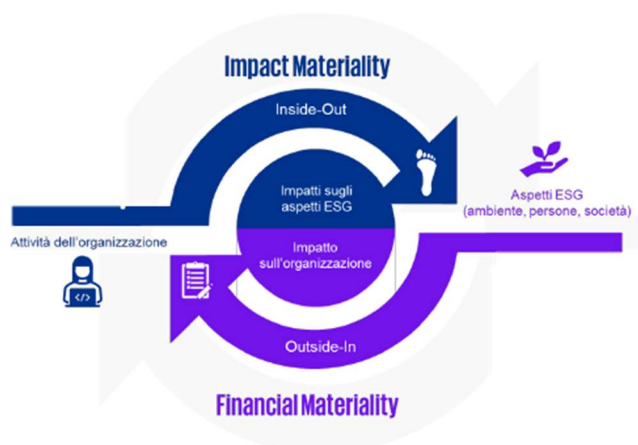 Impact Materiality
Inside-Out
Impatti sugli
aspetti ESG
Aspetti ESG
(ambiente, persone, società)
Attività dell'organizzazione
Impatto
sull'organizzazione
</>
Outside-In
Financial Materiality